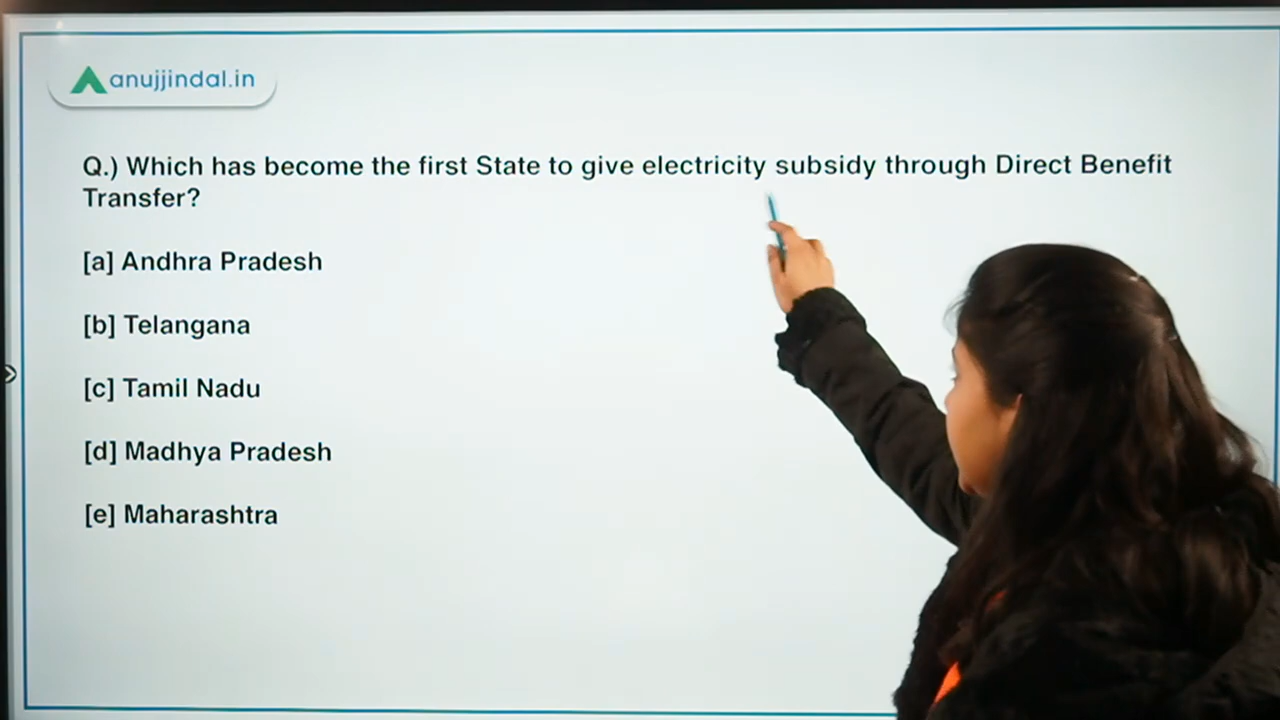 anujjindal.in
Q.) Which has become the first State to give electricity subsidy through Direct Benefit
Transfer?
[a] Andhra Pradesh
[b] Telangana
[c] Tamil Nadu
[d] Madhya Pradesh
[e] Maharashtra